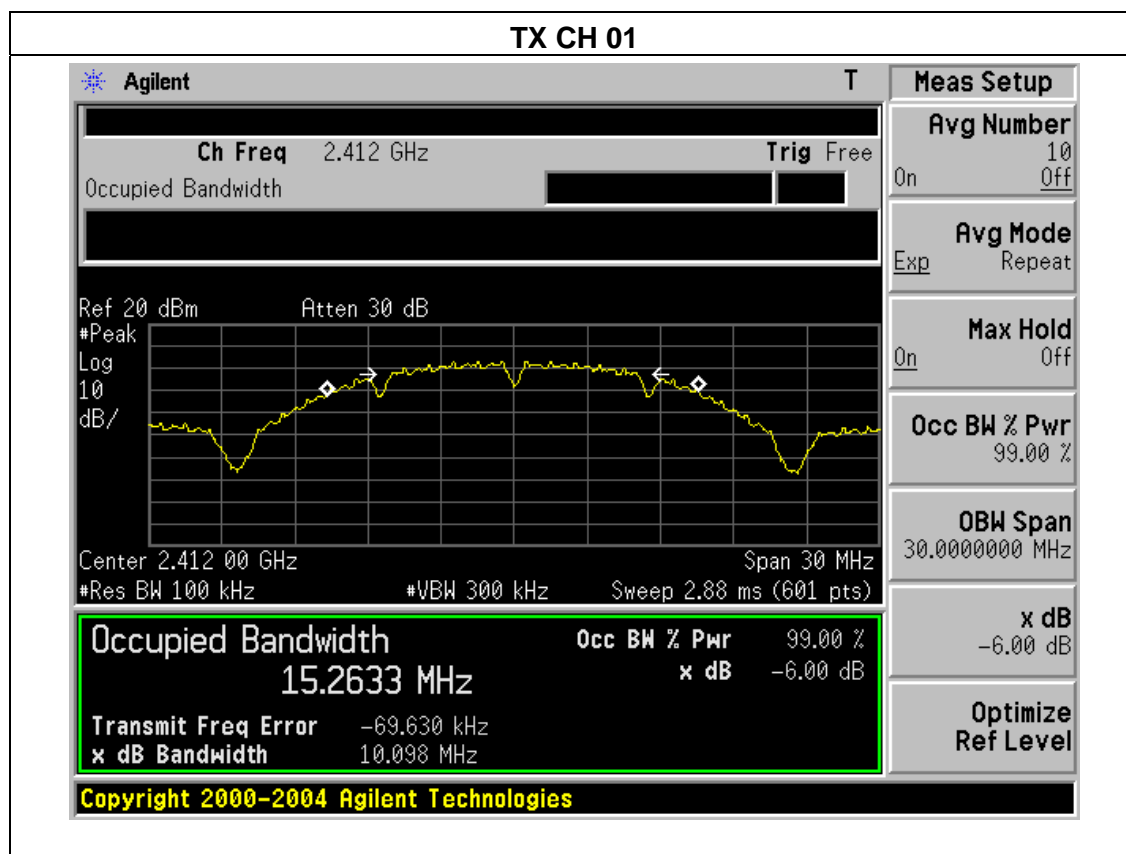 TX CH 01
Agilent T
Ch Freq 2.412 GHz Trig Free
Occupied Bandwidth
Ref 20 dBm Atten 30 dB
#Peak
Log
10
dB/
Center 2.412 00 GHz Span 30 MHz
#Res BW 100 kHz #VBW 300 kHz Sweep 2.88 ms (601 pts)
Occupied Bandwidth
15.2633 MHz
Occ BW % Pwr 99.00 %
x dB -6.00 dB
Transmit Freq Error -69.630 kHz
x dB Bandwidth 10.098 MHz
Copyright 2000-2004 Agilent Technologies
Meas Setup
Avg Number
10
On Off
Avg Mode
Exp Repeat
Max Hold
On Off
Occ BW % Pwr
99.00 %
OBW Span
30.0000000 MHz
x dB
-6.00 dB
Optimize
Ref Level